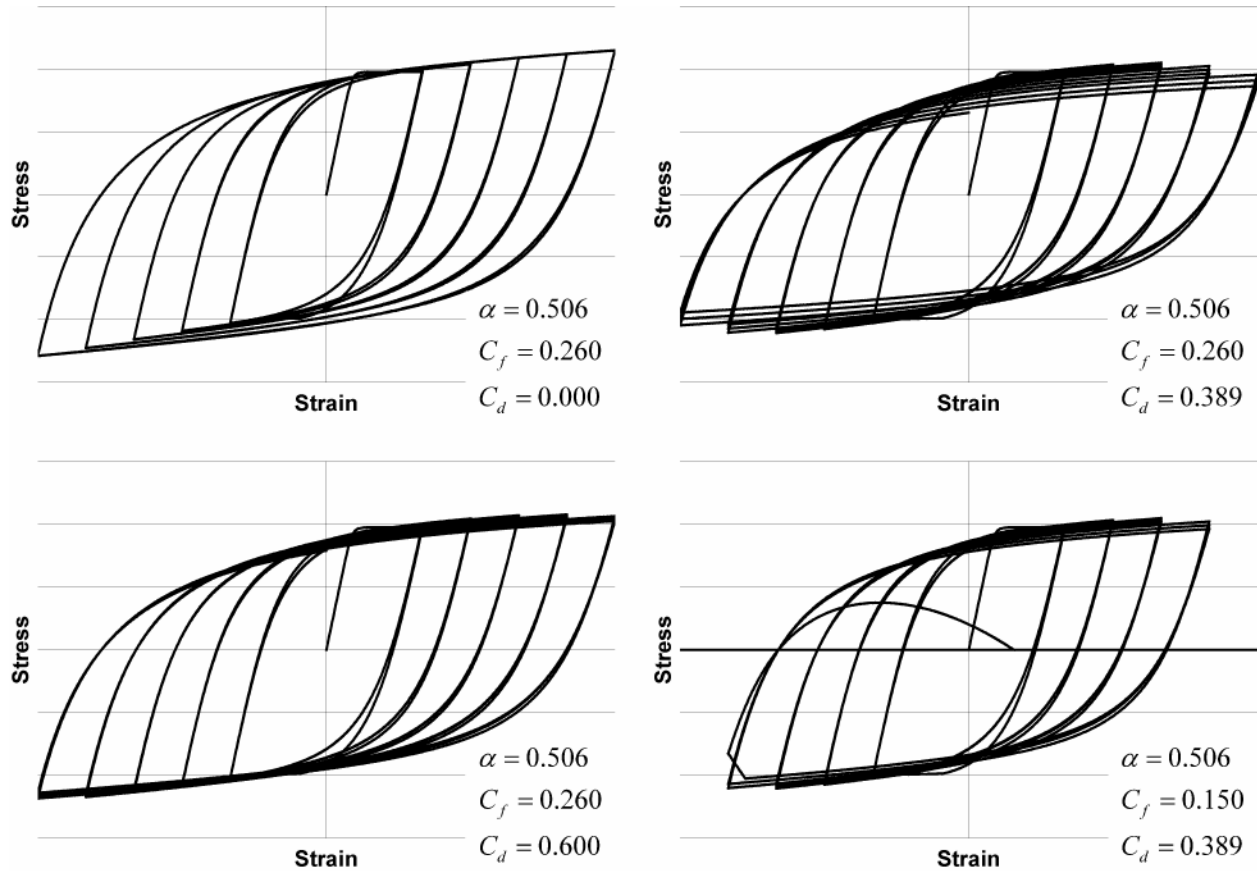 Stress
α = 0.506
C_f = 0.260
C_d = 0.000
Strain
Stress
α = 0.506
C_f = 0.260
C_d = 0.389
Strain
Stress
α = 0.506
C_f = 0.260
C_d = 0.600
Strain
Stress
α = 0.506
C_f = 0.150
C_d = 0.389
Strain